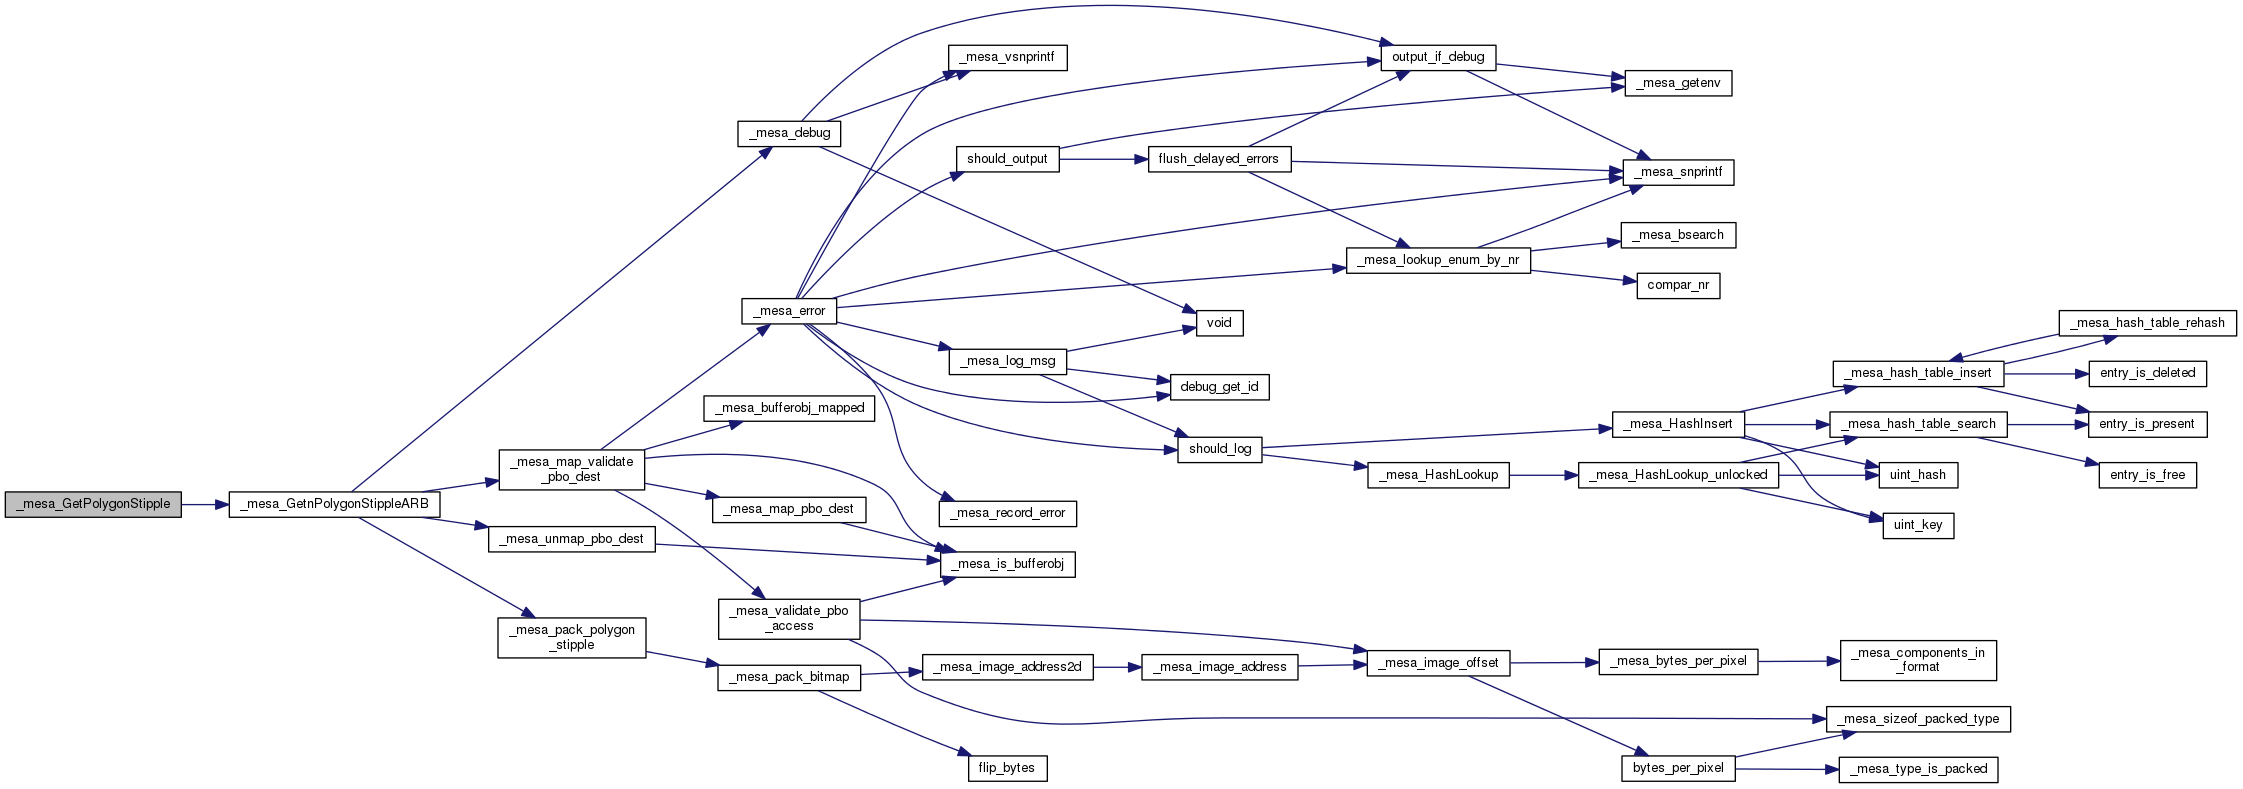 _mesa_GetPolygonStipple
_mesa_GetnPolygonStippleARB
_mesa_debug
_mesa_map_validate
_pbo_dest
_mesa_unmap_pbo_dest
_mesa_pack_polygon
_stipple
_mesa_error
_mesa_bufferobj_mapped
_mesa_map_pbo_dest
_mesa_validate_pbo
_access
_mesa_pack_bitmap
_mesa_vsnprintf
should_output
_mesa_log_msg
_mesa_record_error
_mesa_is_bufferobj
_mesa_image_address2d
flip_bytes
flush_delayed_errors
void
debug_get_id
should_log
_mesa_image_address
output_if_debug
_mesa_lookup_enum_by_nr
_mesa_HashLookup
_mesa_image_offset
_mesa_getenv
_mesa_snprintf
_mesa_bsearch
compar_nr
_mesa_HashInsert
_mesa_HashLookup_unlocked
_mesa_bytes_per_pixel
bytes_per_pixel
_mesa_hash_table_insert
_mesa_hash_table_search
uint_hash
uint_key
_mesa_components_in
_format
_mesa_sizeof_packed_type
_mesa_type_is_packed
_mesa_hash_table_rehash
entry_is_deleted
entry_is_present
entry_is_free